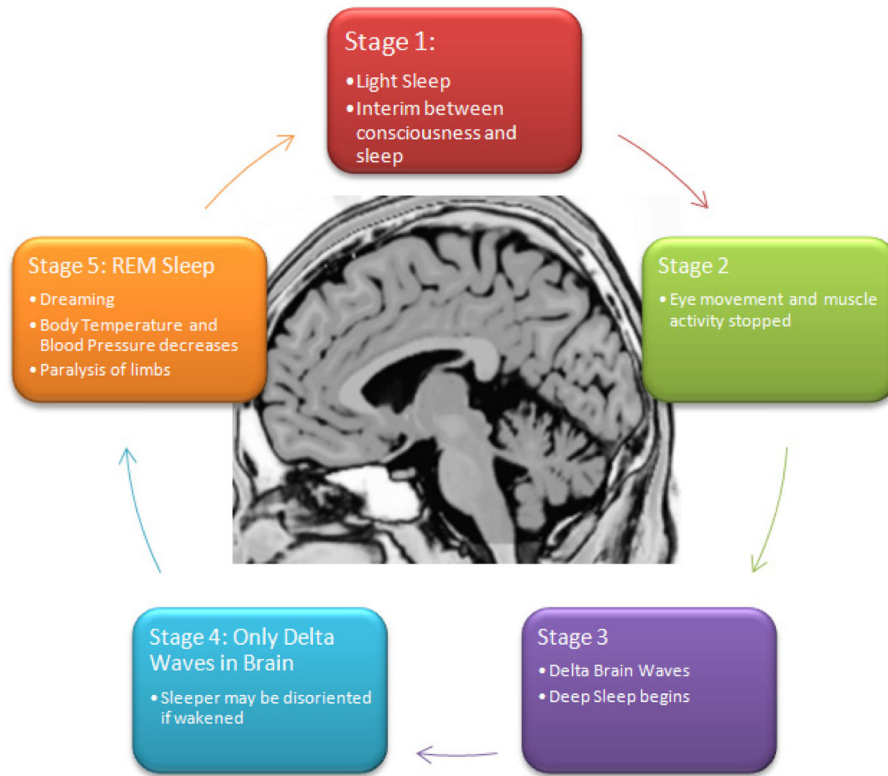 Stage 1:
•Light Sleep
•Interim between
consciousness and
sleep
Stage 2
•Eye movement and muscle
activity stopped
Stage 3
•Delta Brain Waves
•Deep Sleep begins
Stage 4: Only Delta
Waves in Brain
•Sleeper may be disoriented
if wakened
Stage 5: REM Sleep
•Dreaming
•Body Temperature and
Blood Pressure decreases
•Paralysis of limbs